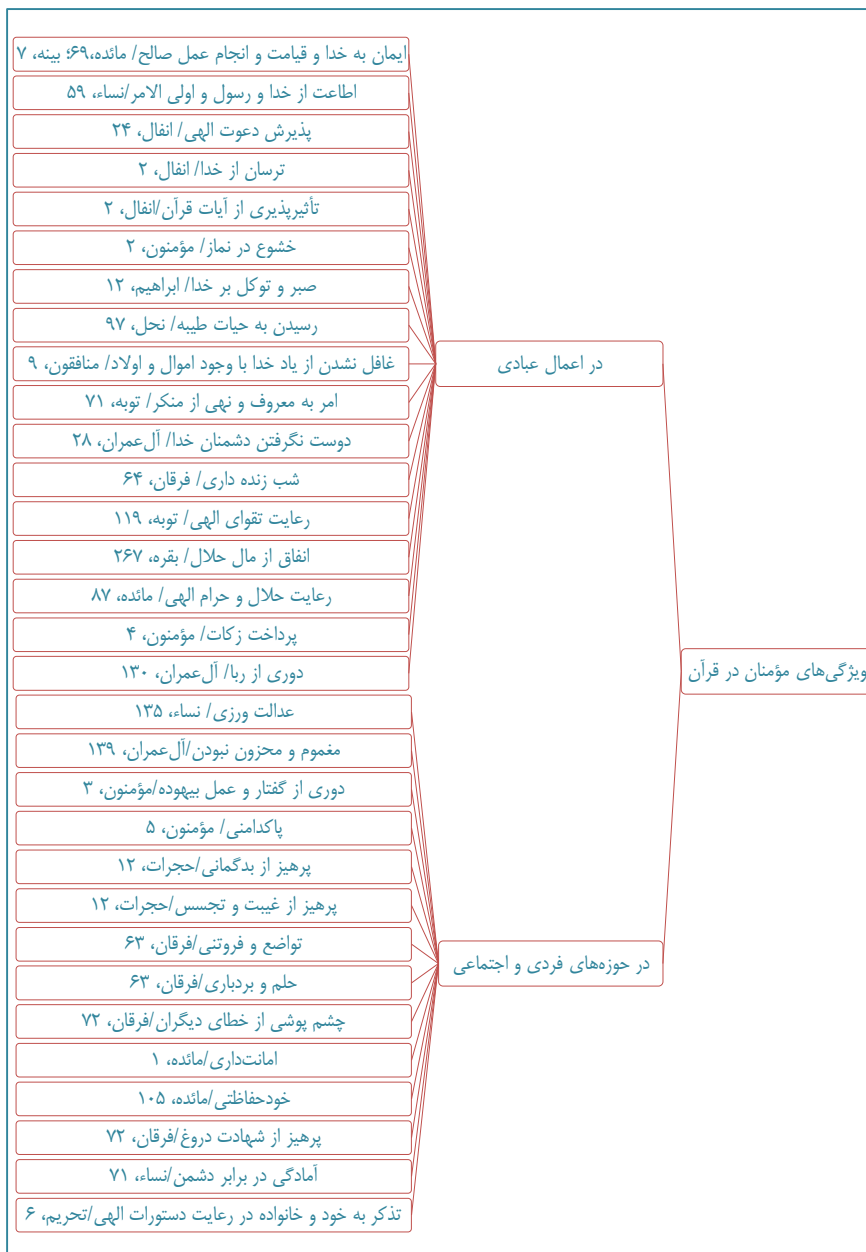 ویژگی‌های مؤمنان در قرآن
در اعمال عبادی
ایمان به خدا و قیامت و انجام عمل صالح/ مائده،۶۹؛ بینه، ۷
اطاعت از خدا و رسول و اولی الامر/نساء، ۵۹
پذیرش دعوت الهی/ انفال، ۲۴
ترسان از خدا/ انفال، ۲
تأثیرپذیری از آیات قرآن/انفال، ۲
خشوع در نماز/ مؤمنون، ۲
صبر و توکل بر خدا/ ابراهیم، ۱۲
رسیدن به حیات طیبه/ نحل، ۹۷
غافل نشدن از یاد خدا با وجود اموال و اولاد/ منافقون، ۹
امر به معروف و نهی از منکر/ توبه، ۷۱
دوست نگرفتن دشمنان خدا/ آل‌عمران، ۲۸
شب زنده داری/ فرقان، ۶۴
رعایت تقوای الهی/ توبه، ۱۱۹
انفاق از مال حلال/ بقره، ۲۶۷
رعایت حلال و حرام الهی/ مائده، ۸۷
پرداخت زکات/ مؤمنون، ۴
دوری از ربا/ آل‌عمران، ۱۳۰
در حوزه‌های فردی و اجتماعی
عدالت ورزی/ نساء، ۱۳۵
مغموم و محزون نبودن/آل‌عمران، ۱۳۹
دوری از گفتار و عمل بیهوده/مؤمنون، ۳
پاکدامنی/ مؤمنون، ۵
پرهیز از بدگمانی/حجرات، ۱۲
پرهیز از غیبت و تجسس/حجرات، ۱۲
تواضع و فروتنی/فرقان، ۶۳
حلم و بردباری/فرقان، ۶۳
چشم پوشی از خطای دیگران/فرقان، ۷۲
امانت‌داری/مائده، ۱
خودحفاظتی/مائده، ۱۰۵
پرهیز از شهادت دروغ/فرقان، ۷۲
آمادگی در برابر دشمن/نساء، ۷۱
تذکر به خود و خانواده در رعایت دستورات الهی/تحریم، ۶